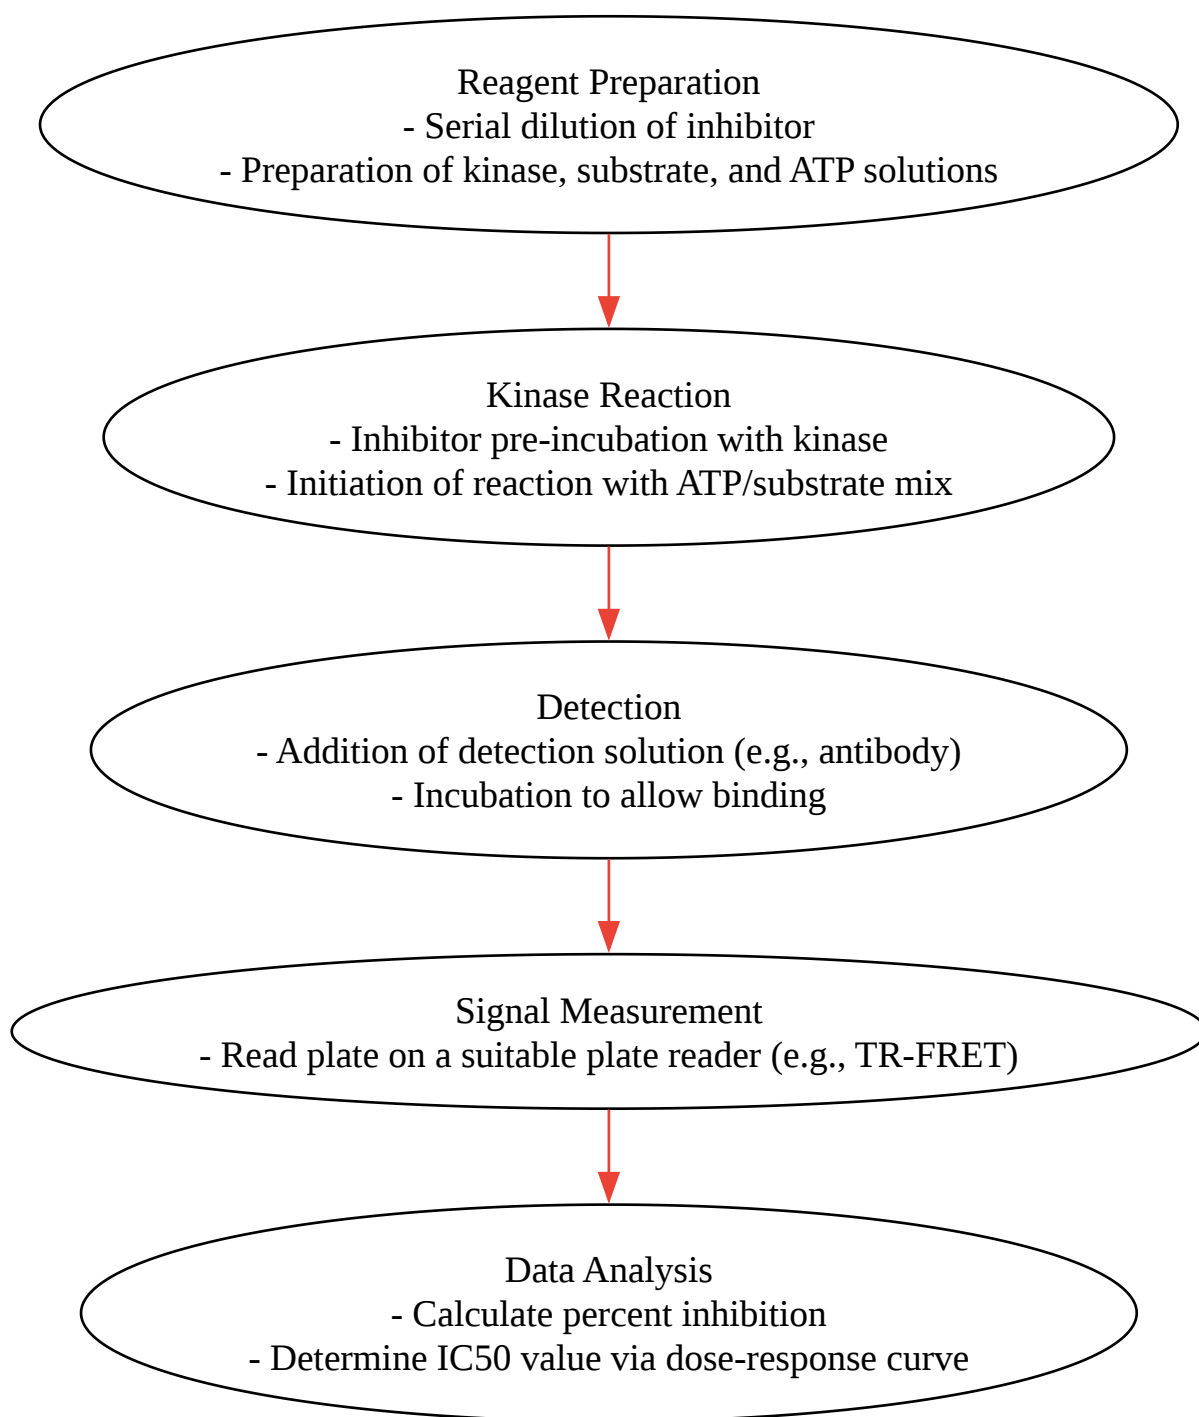 Reagent Preparation
- Serial dilution of inhibitor
- Preparation of kinase, substrate, and ATP solutions
Kinase Reaction
- Inhibitor pre-incubation with kinase
- Initiation of reaction with ATP/substrate mix
Detection
- Addition of detection solution (e.g., antibody)
- Incubation to allow binding
Signal Measurement
- Read plate on a suitable plate reader (e.g., TR-FRET)
Data Analysis
- Calculate percent inhibition
- Determine IC50 value via dose-response curve